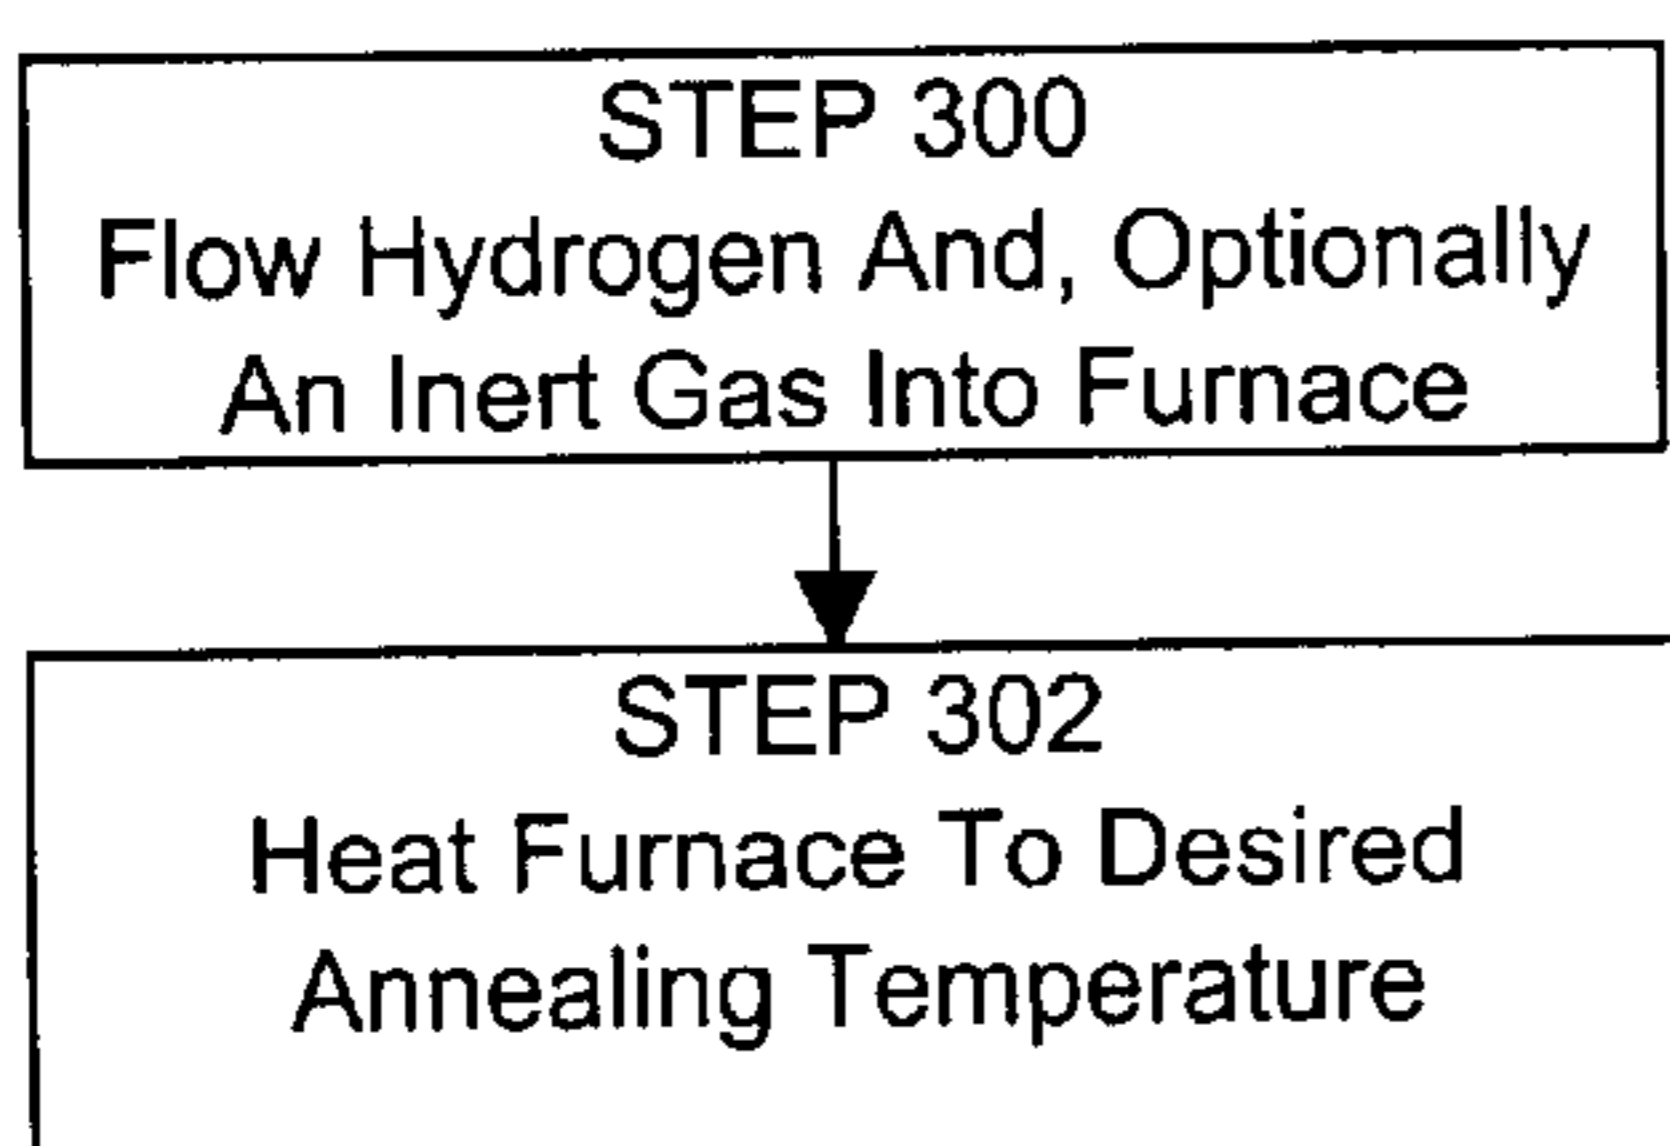 STEP 300
Flow Hydrogen And, Optionally
An Inert Gas Into Furnace
STEP 302
Heat Furnace To Desired
Annealing Temperature